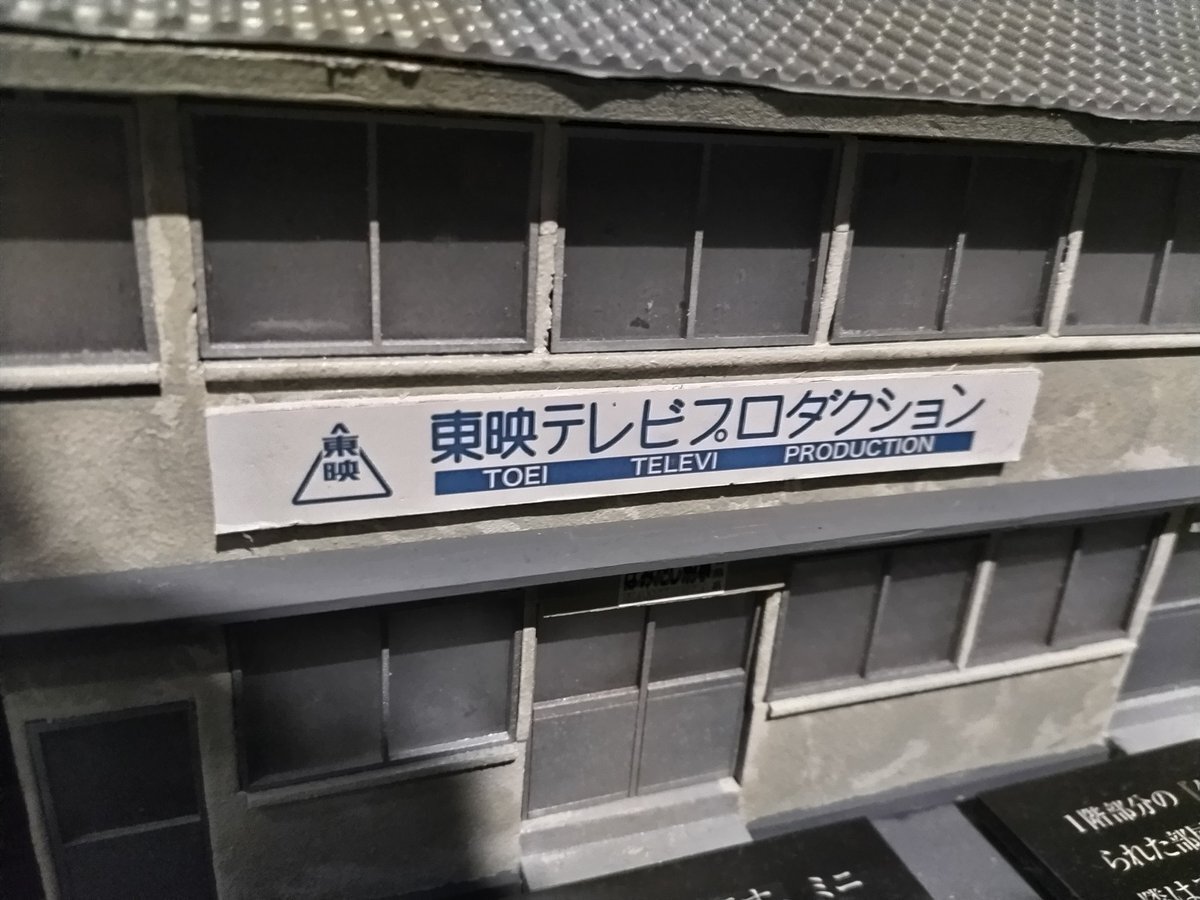 東映
東映テレビプロダクション
TOEI TELEVI PRODUCTION
1階部分の
られた部
ミニ